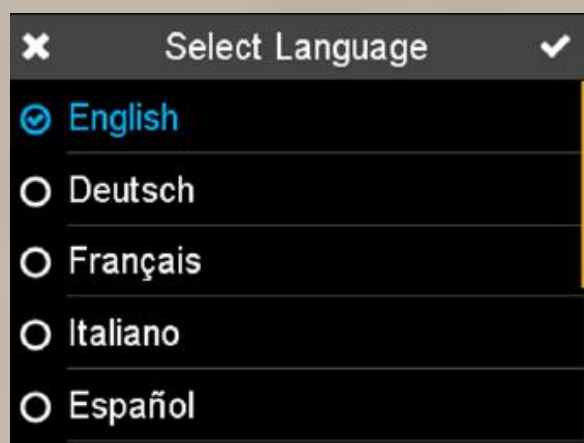 Select Language
English
Deutsch
Français
Italiano
Español